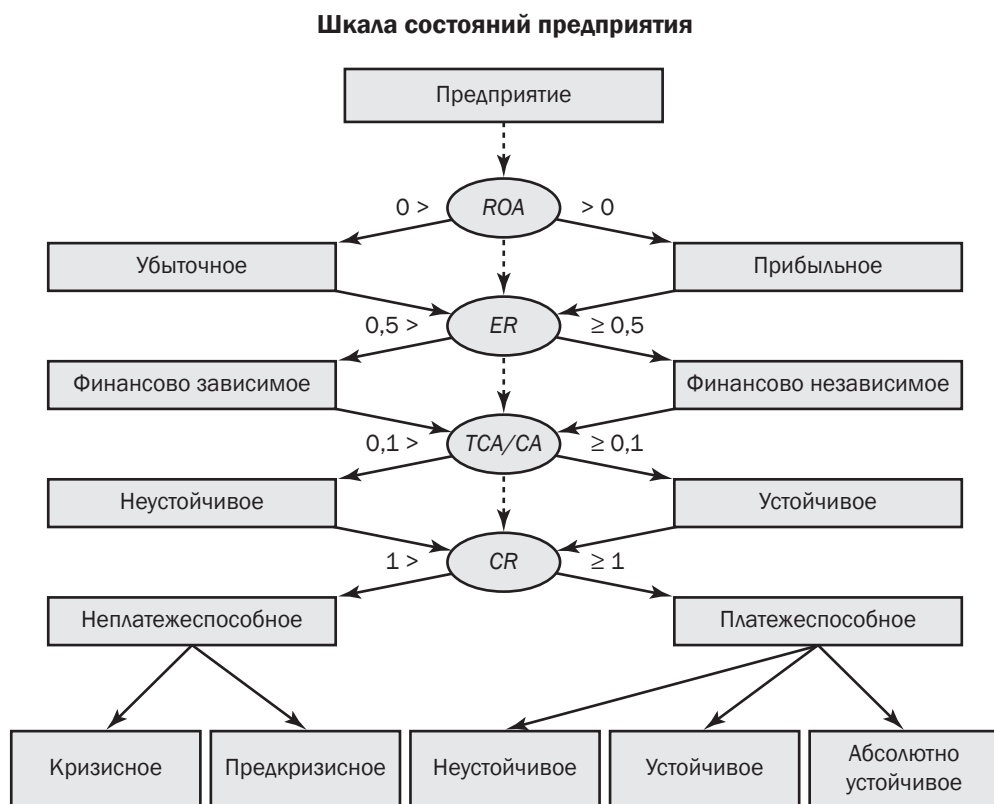 Шкала состояний предприятия
Предприятие
0 > ROA > 0
Убыточное Прибыльное
0,5 > ER ≥ 0,5
Финансово зависимое Финансово независимое
0,1 > TCA/CA ≥ 0,1
Неустойчивое Устойчивое
1 > CR ≥ 1
Неплатежеспособное Платежеспособное
Кризисное Предкризисное Неустойчивое Устойчивое Абсолютно
устойчивое